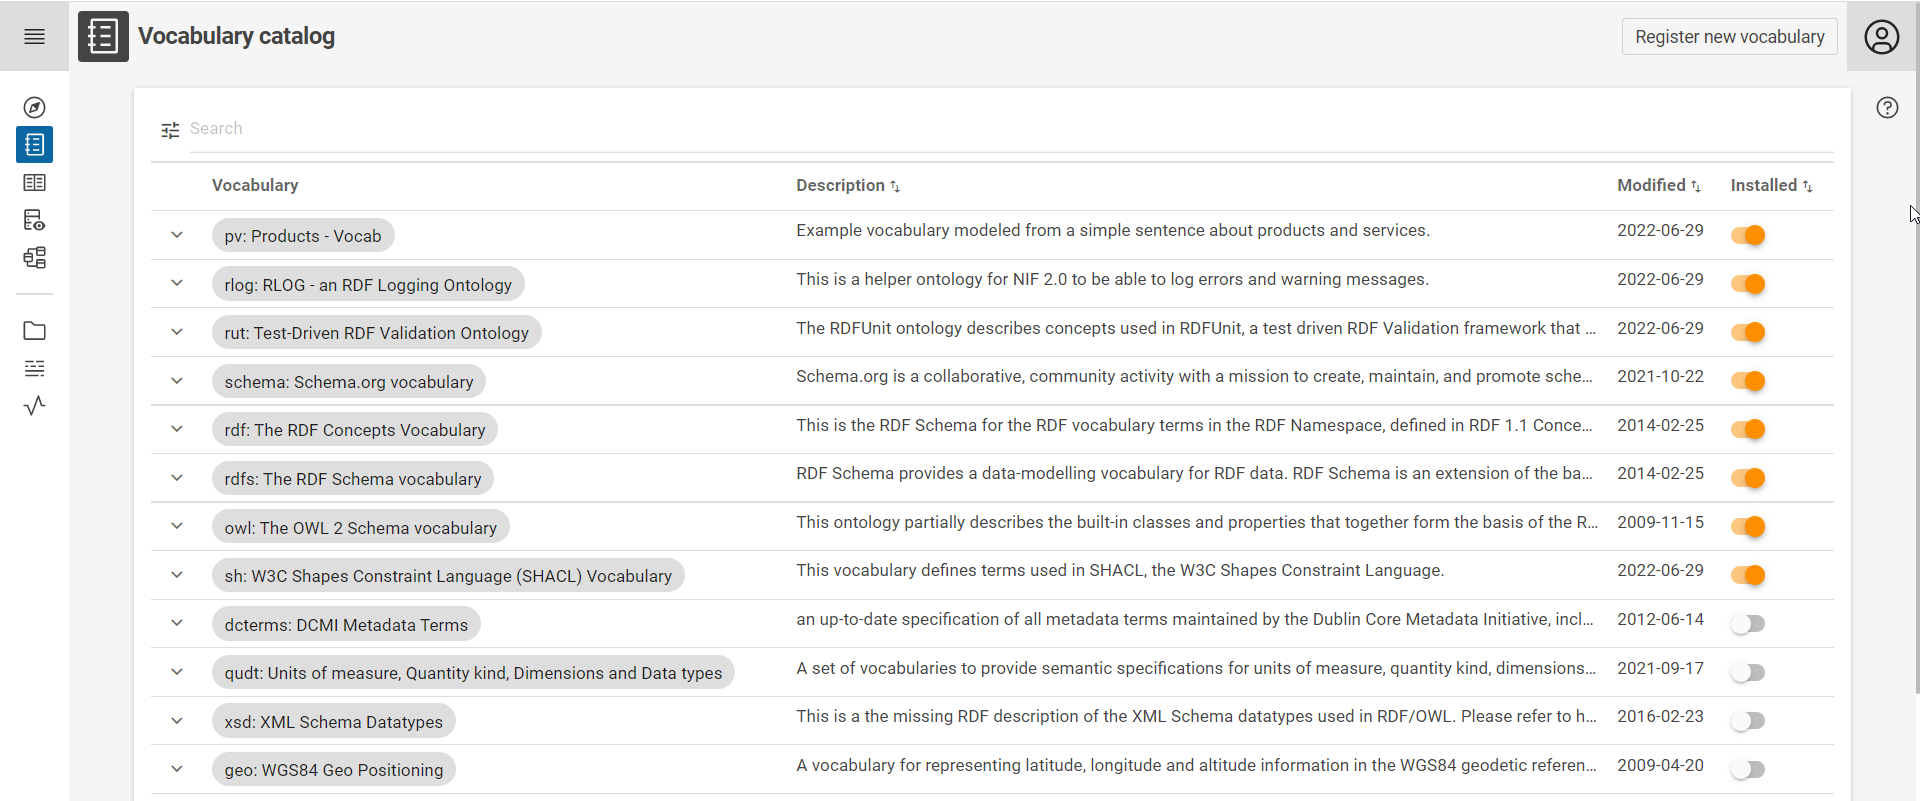 Vocabulary catalog
Register new vocabulary
Search
Vocabulary Description Modified Installed
pv: Products - Vocab Example vocabulary modeled from a simple sentence about products and services. 2022-06-29
rlog: RLOG - an RDF Logging Ontology This is a helper ontology for NIF 2.0 to be able to log errors and warning messages. 2022-06-29
rut: Test-Driven RDF Validation Ontology The RDFUnit ontology describes concepts used in RDFUnit, a test driven RDF Validation framework that ... 2022-06-29
schema: Schema.org vocabulary Schema.org is a collaborative, community activity with a mission to create, maintain, and promote sche... 2021-10-22
rdf: The RDF Concepts Vocabulary This is the RDF Schema for the RDF vocabulary terms in the RDF Namespace, defined in RDF 1.1 Conce... 2014-02-25
rdfs: The RDF Schema vocabulary RDF Schema provides a data-modelling vocabulary for RDF data. RDF Schema is an extension of the ba... 2014-02-25
owl: The OWL 2 Schema vocabulary This ontology partially describes the built-in classes and properties that together form the basis of the R... 2009-11-15
sh: W3C Shapes Constraint Language (SHACL) Vocabulary This vocabulary defines terms used in SHACL, the W3C Shapes Constraint Language. 2022-06-29
dcterms: DCMI Metadata Terms an up-to-date specification of all metadata terms maintained by the Dublin Core Metadata Initiative, incl... 2012-06-14
qudt: Units of measure, Quantity kind, Dimensions and Data types A set of vocabularies to provide semantic specifications for units of measure, quantity kind, dimensions... 2021-09-17
xsd: XML Schema Datatypes This is a the missing RDF description of the XML Schema datatypes used in RDF/OWL. Please refer to h... 2016-02-23
geo: WGS84 Geo Positioning A vocabulary for representing latitude, longitude and altitude information in the WGS84 geodetic referen... 2009-04-20